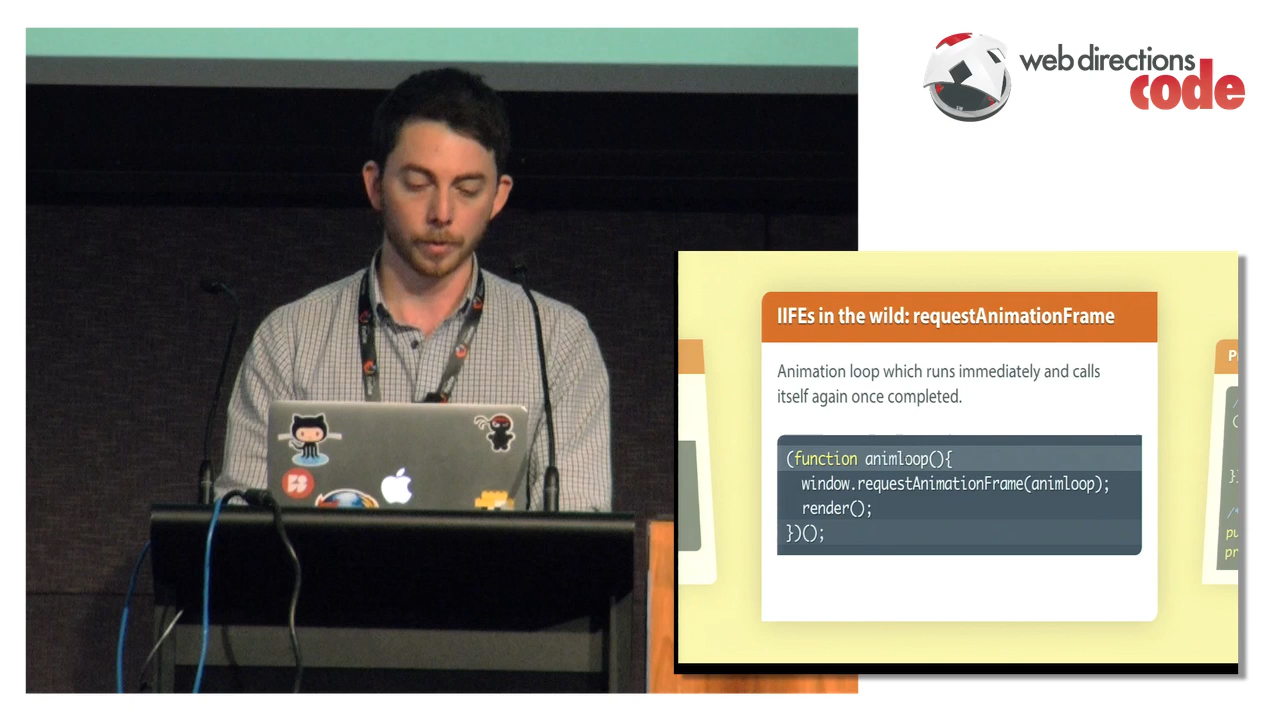 web directions
code
IIFEs in the wild: requestAnimationFrame
Animation loop which runs immediately and calls
itself again once completed.
(function animloop(){
window.requestAnimationFrame(animloop);
render();
})();